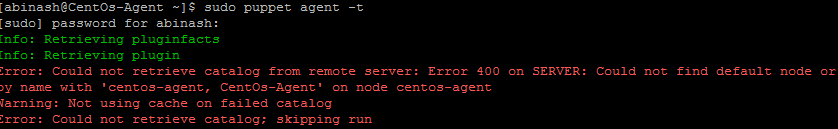 [abinash@CentOs-Agent ~]$ sudo puppet agent -t
[sudo] password for abinash:
Info: Retrieving pluginfacts
Info: Retrieving plugin
Error: Could not retrieve catalog from remote server: Error 400 on SERVER: Could not find default node or
by name with 'centos-agent, CentOs-Agent' on node centos-agent
Warning: Not using cache on failed catalog
Error: Could not retrieve catalog; skipping run